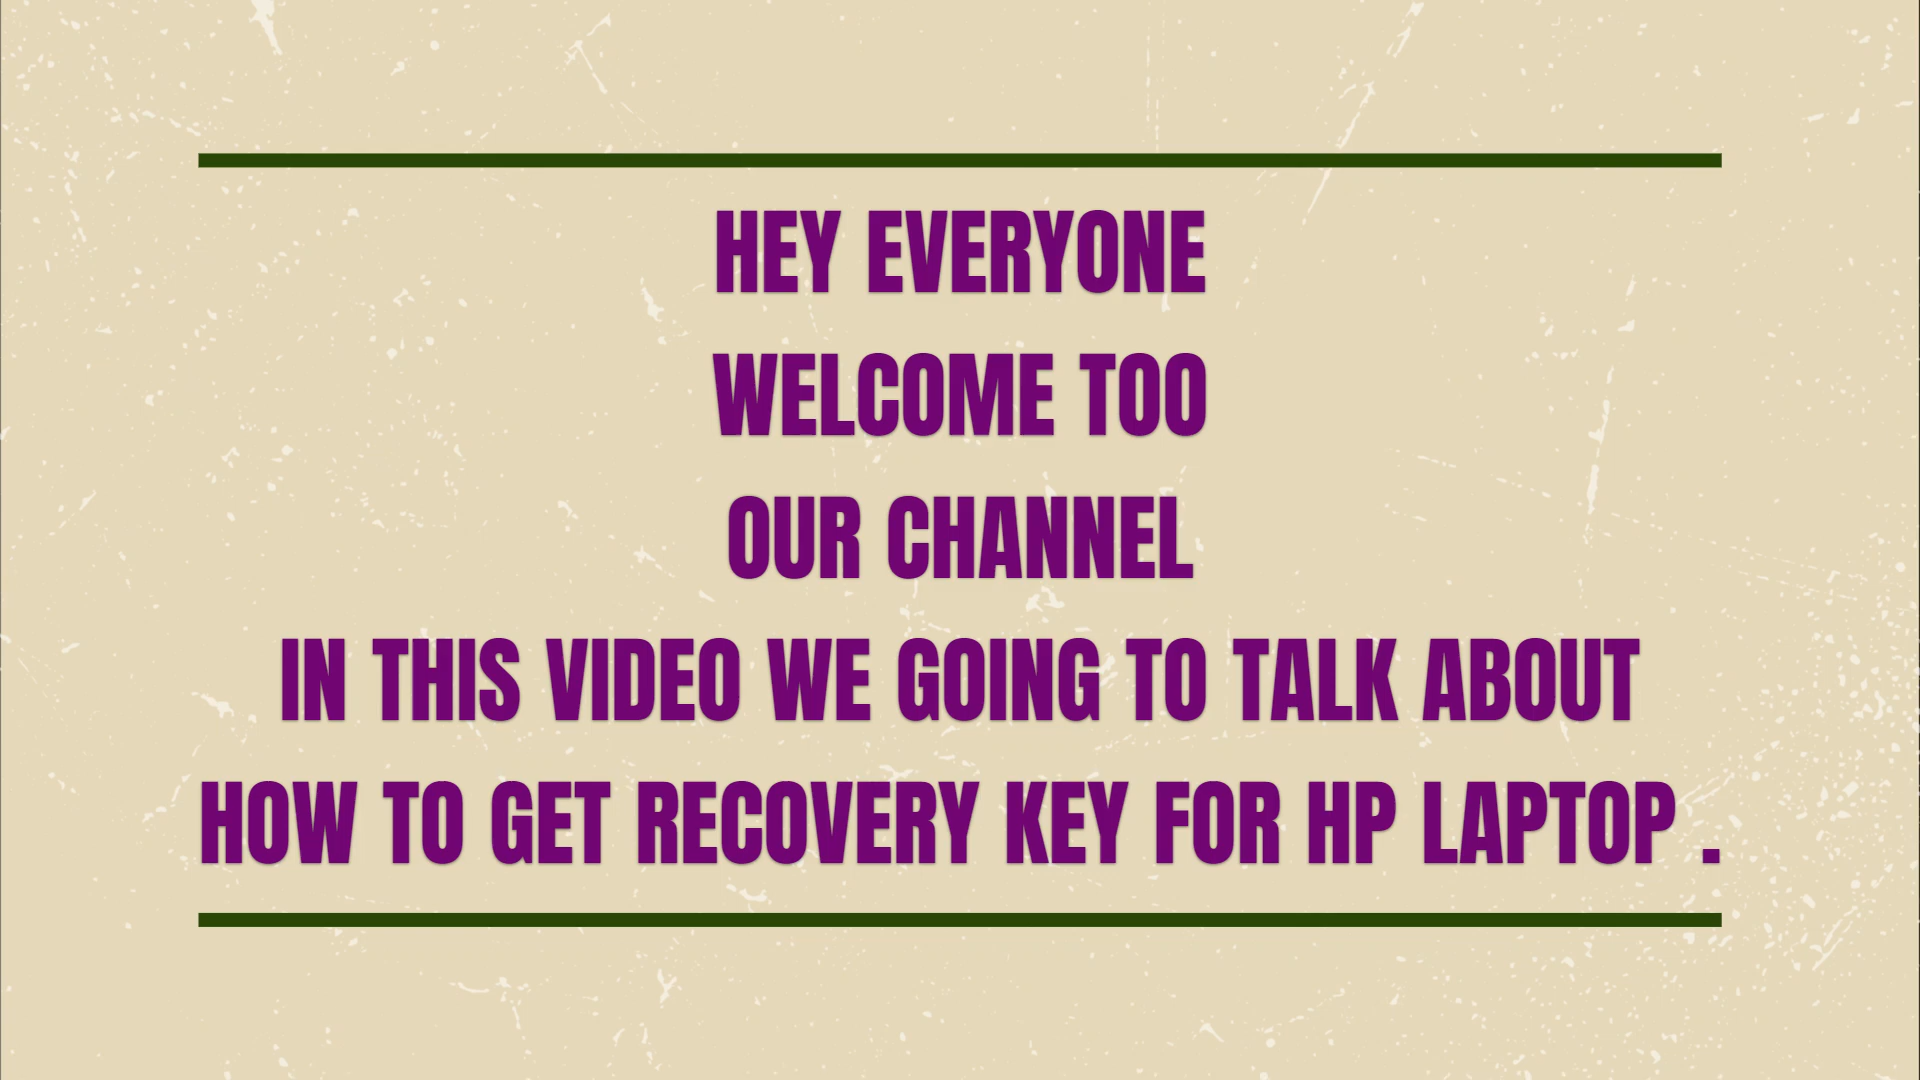 HEY EVERYONE
WELCOME TOO
OUR CHANNEL
IN THIS VIDEO WE GOING TO TALK ABOUT
HOW TO GET RECOVERY KEY FOR HP LAPTOP .